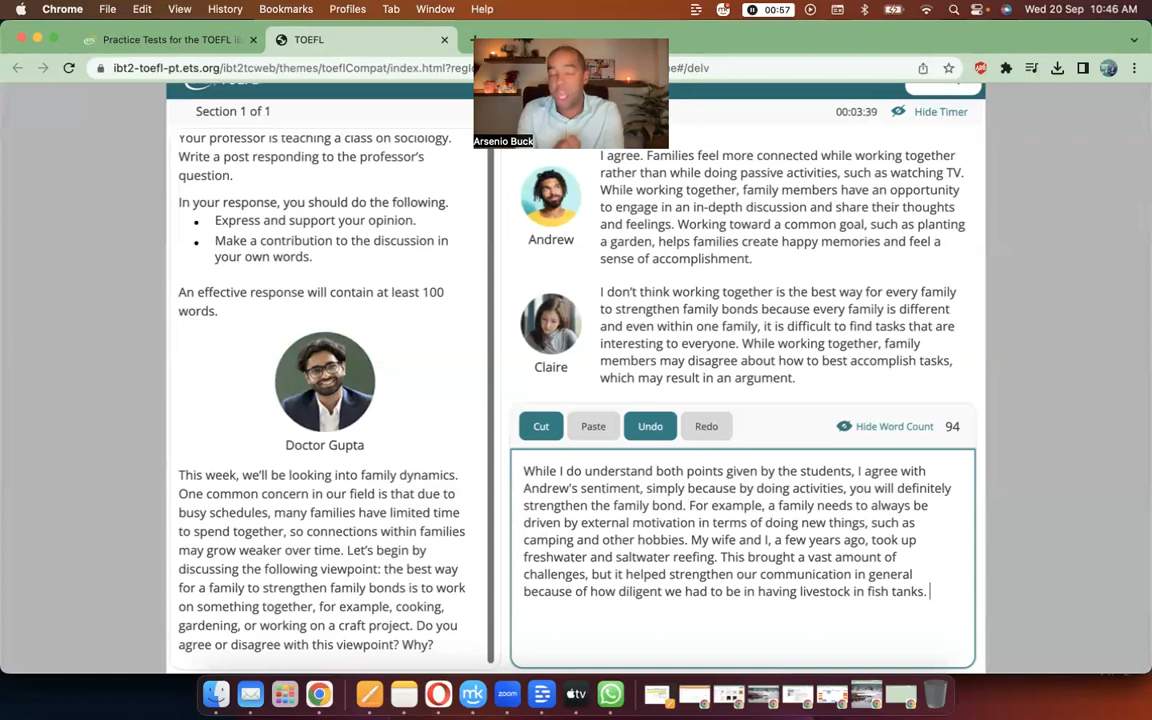 Chrome File Edit View History Bookmarks Profiles Tab Window Help 00:57 Wed 20 Sep 10:46 AM
Practice Tests for the TOEFL iB
TOEFL
ibt2-toefl-pt.ets.org/ibt2tcweb/themes/toeflCompat/index.html?regi
e#/delv
Arsenio Buck
Section 1 of 1
00:03:39 Hide Timer
Your professor is teaching a class on sociology.
Write a post responding to the professor's
question.
In your response, you should do the following.
• Express and support your opinion.
• Make a contribution to the discussion in
your own words.
An effective response will contain at least 100
words.
Doctor Gupta
This week, we'll be looking into family dynamics.
One common concern in our field is that due to
busy schedules, many families have limited time
to spend together, so connections within families
may grow weaker over time. Let's begin by
discussing the following viewpoint: the best way
for a family to strengthen family bonds is to work
on something together, for example, cooking,
gardening, or working on a craft project. Do you
agree or disagree with this viewpoint? Why?
I agree. Families feel more connected while working together
rather than while doing passive activities, such as watching TV.
While working together, family members have an opportunity
to engage in an in-depth discussion and share their thoughts
and feelings. Working toward a common goal, such as planting
a garden, helps families create happy memories and feel a
sense of accomplishment.
Andrew
I don't think working together is the best way for every family
to strengthen family bonds because every family is different
and even within one family, it is difficult to find tasks that are
interesting to everyone. While working together, family
members may disagree about how to best accomplish tasks,
which may result in an argument.
Claire
Cut Paste Undo Redo Hide Word Count 94
While I do understand both points given by the students, I agree with
Andrew's sentiment, simply because by doing activities, you will definitely
strengthen the family bond. For example, a family needs to always be
driven by external motivation in terms of doing new things, such as
camping and other hobbies. My wife and I, a few years ago, took up
freshwater and saltwater reefing. This brought a vast amount of
challenges, but it helped strengthen our communication in general
because of how diligent we had to be in having livestock in fish tanks.
zoom
tv